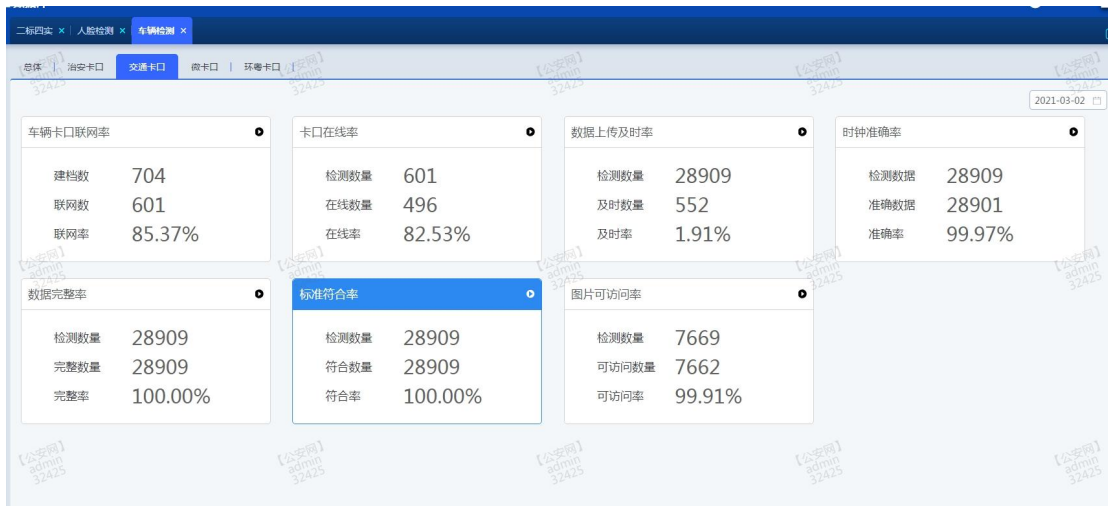 二标四实 × 人脸检测 × 车辆检测 ×
总体 | 治安卡口 交通卡口 微卡口 | 环粤卡口 |
2021-03-02
车辆卡口联网率
建档数 704
联网数 601
联网率 85.37%
卡口在线率
检测数量 601
在线数量 496
在线率 82.53%
数据上传及时率
检测数量 28909
及时数量 552
及时率 1.91%
时钟准确率
检测数据 28909
准确数据 28901
准确率 99.97%
数据完整率
检测数量 28909
完整数量 28909
完整率 100.00%
标准符合率
检测数量 28909
符合数量 28909
符合率 100.00%
图片可访问率
检测数量 7669
可访问数量 7662
可访问率 99.91%
【公安网】
admin
32425